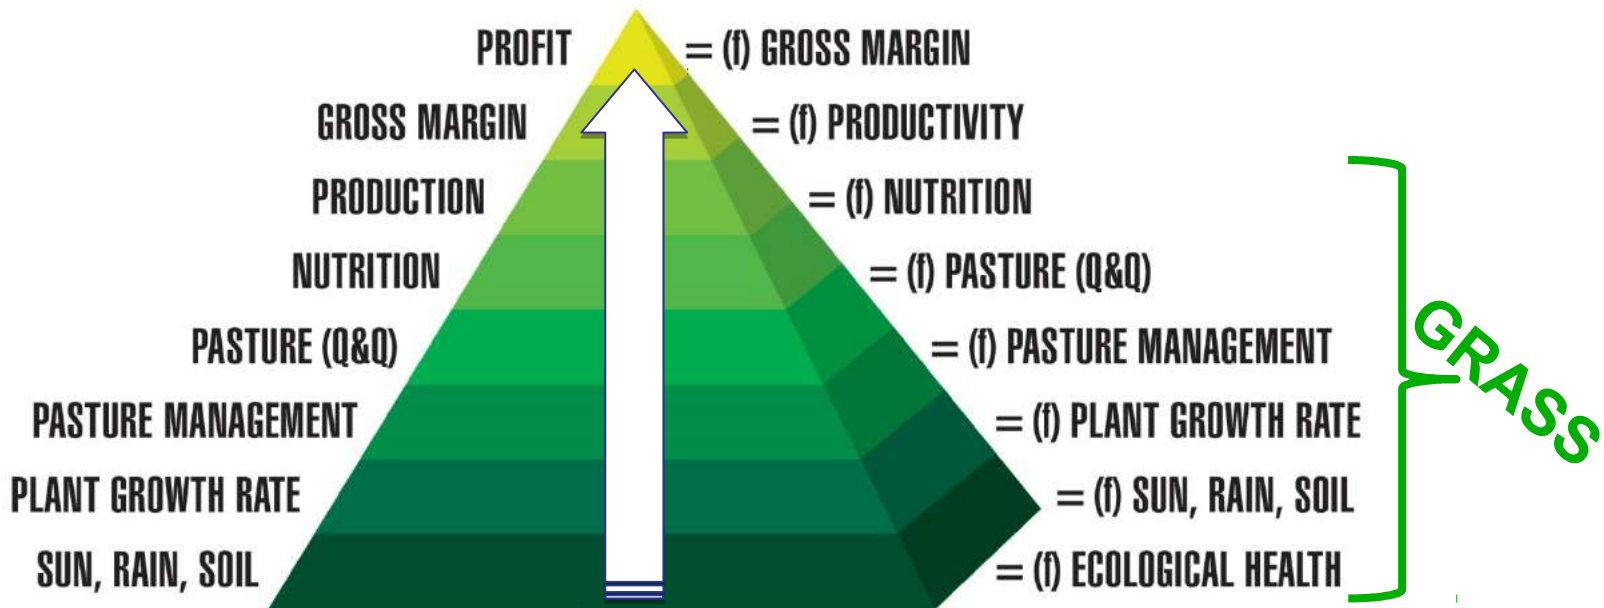 PROFIT = (f) GROSS MARGIN
GROSS MARGIN = (f) PRODUCTIVITY
PRODUCTION = (f) NUTRITION
NUTRITION = (f) PASTURE (Q&Q)
PASTURE (Q&Q) = (f) PASTURE MANAGEMENT
PASTURE MANAGEMENT = (f) PLANT GROWTH RATE
PLANT GROWTH RATE = (f) SUN, RAIN, SOIL
SUN, RAIN, SOIL = (f) ECOLOGICAL HEALTH
GRASS